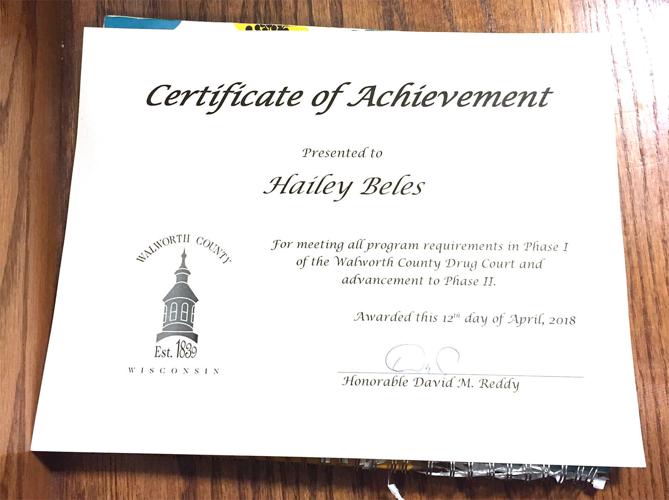 Certificate of Achievement
Presented to
Hailey Beles
For meeting all program requirements in Phase I
of the Walworth County Drug Court and
advancement to Phase II.
Awarded this 12th day of April, 2018
Honorable David M. Reddy
WALWORTH COUNTY
Est. 1839
WISCONSIN